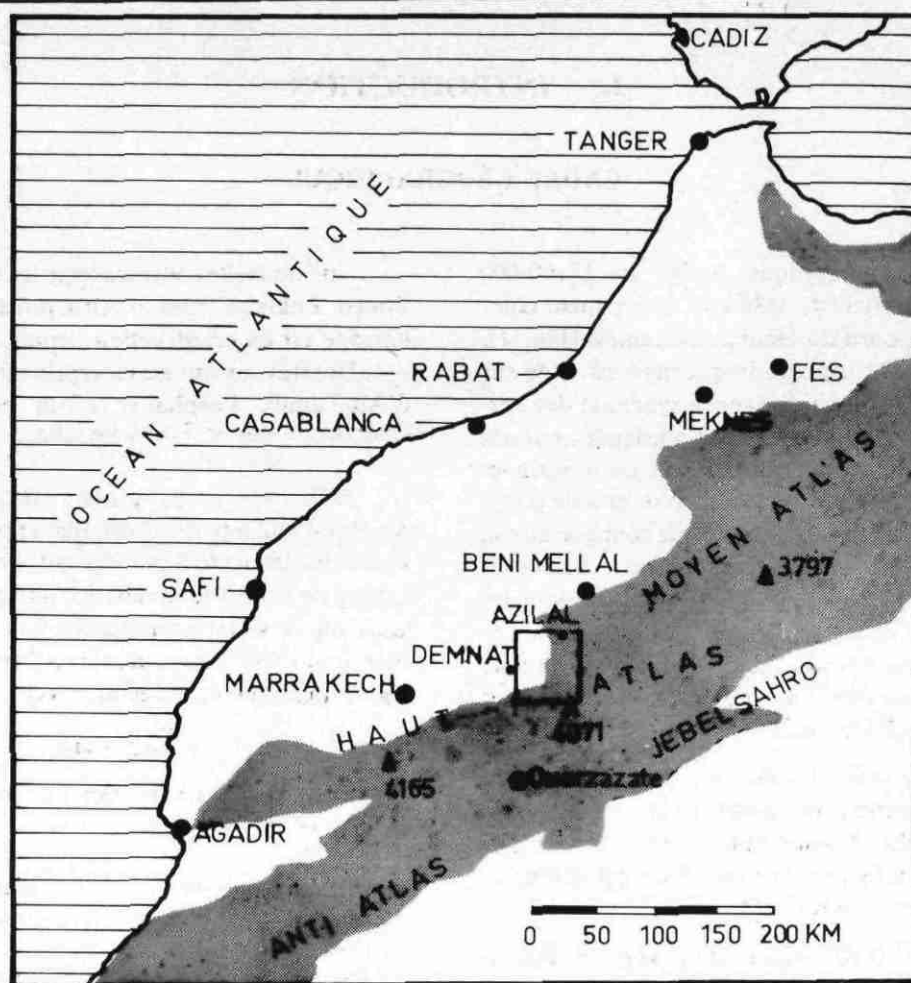 CADIZ
TANGER
OCEAN ATLANTIQUE
RABAT
FES
CASABLANCA
MEKNES
MOYEN ATLAS
3797
BENI MELLAL
SAFI
AZILAL
DEMNAT
MARRAKECH
HAUT ATLAS
4071
JEBEL SAHRO
4165
Ouarzazate
AGADIR
ANTI ATLAS
0 50 100 150 200 KM